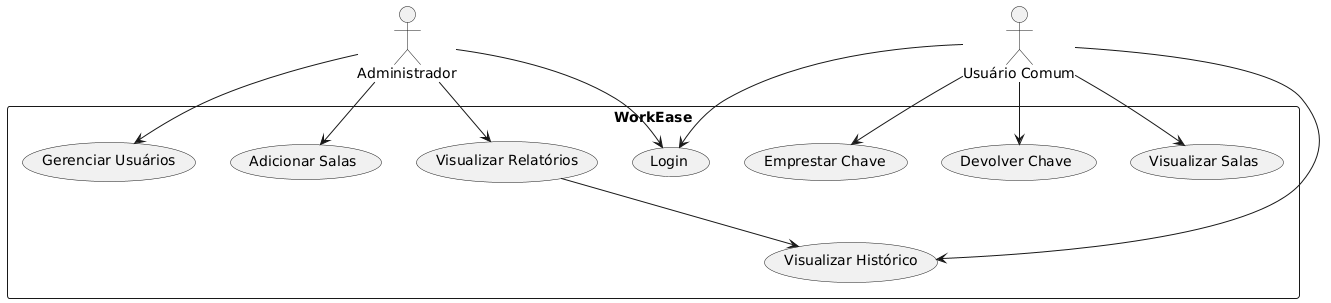 Administrador
Usuário Comum
WorkEase
Gerenciar Usuários
Adicionar Salas
Visualizar Relatórios
Login
Emprestar Chave
Devolver Chave
Visualizar Salas
Visualizar Histórico